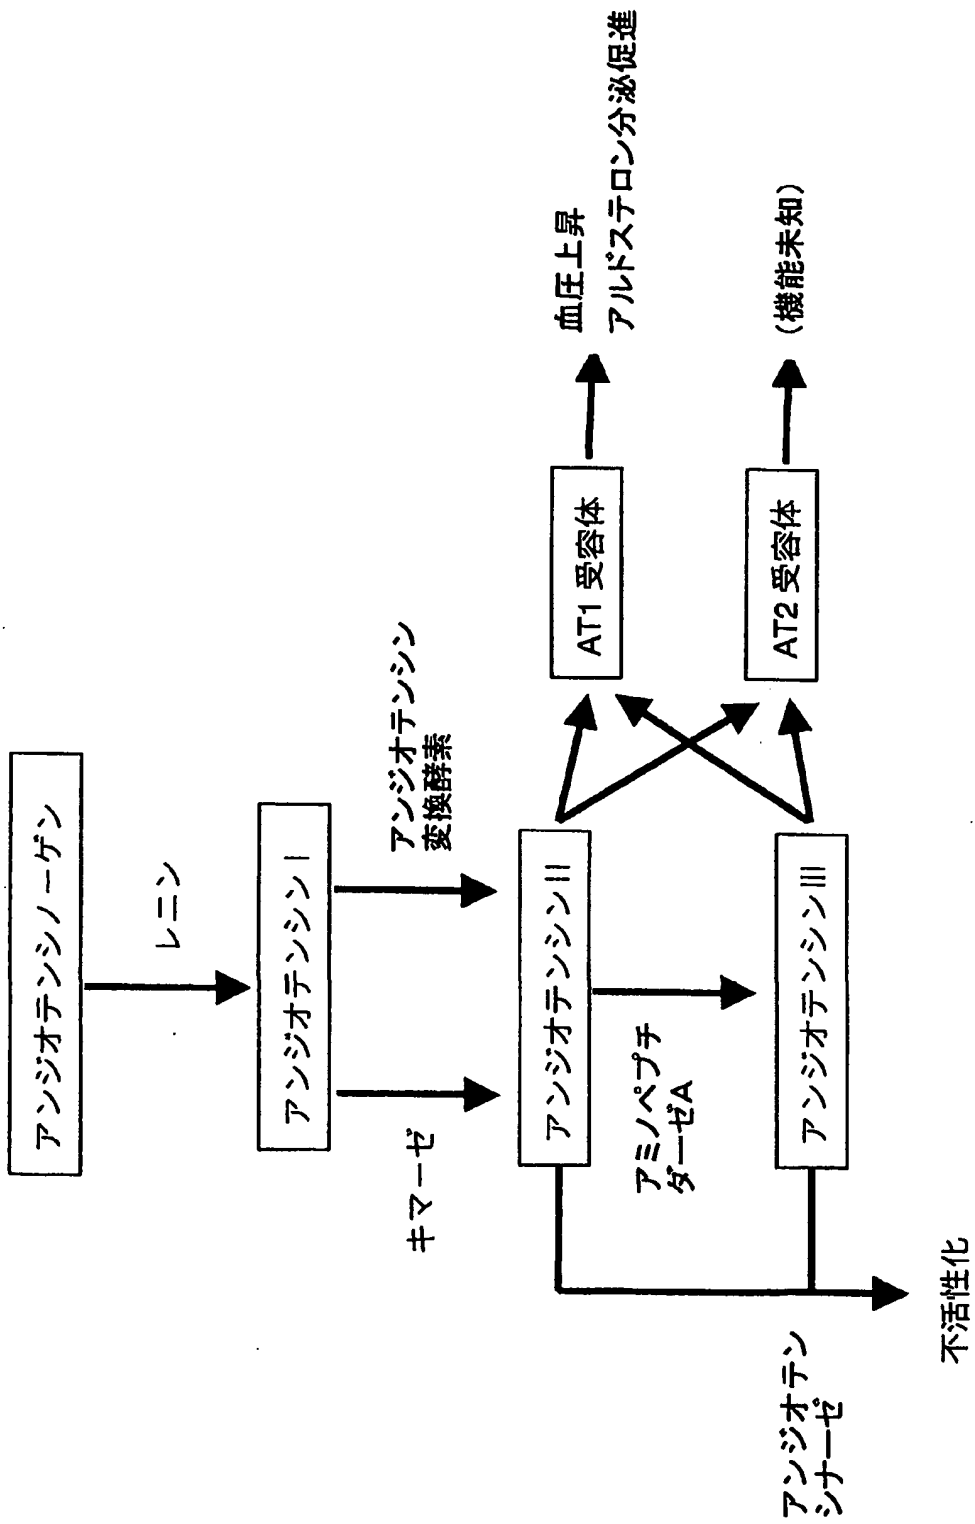 アンジオテンシノーゲン
レニン
アンジオテンシンI
キマーゼ
アンジオテンシン
変換酵素
アンジオテンシンII
アミノペプチ
ダーゼA
アンジオテンシンIII
アンジオテン
シナーゼ
不活性化
AT1 受容体
血圧上昇
アルドステロン分泌促進
AT2 受容体
(機能未知)